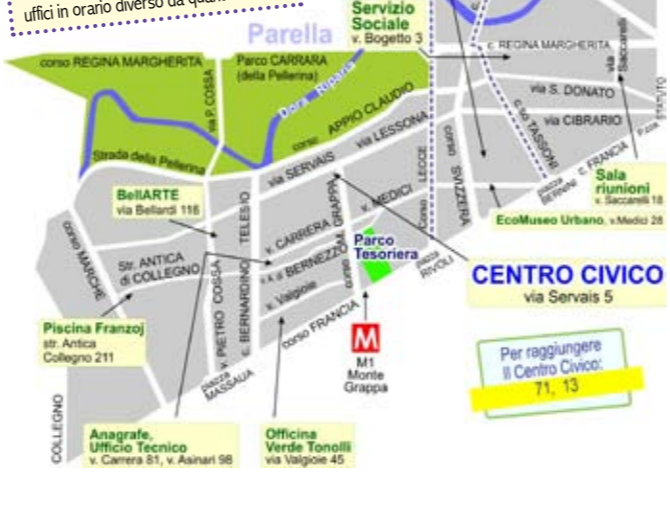 uffici in orario diverso da
Parella
Servizio
Sociale
v. Bogetto 3
corso REGINA MARGHERITA
Parco CARRARA
(della Pellerina)
c. REGINA MARGHERITA
via
Saccarelli
via P. COSSA
Dora
corso APPIO CLAUDIO
via S. DONATO
STATUTO
P.zza
via CIBRARIO
via LESSONA
c.so TASSONI
corso SVIZZERA
Corso LECCE
c. FRANCIA
piazza
BERNINI
Strada della Pellerina
via SERVAIS
Sala
riunioni
v. Saccarelli 18
BellARTE
via Bellardi 116
EcoMuseo Urbano, v.Medici 28
v. MEDICI
corso GRAPPA
v. CARRERA
BERNEZZO
Parco
Tesoriera
piazza
RIVOLI
corso MARCHE
Str. ANTICA
di COLLEGNO
c. BERNARDINO TELESIO
v. PIETRO COSSA
v. Valgioie
corso FRANCIA
CENTRO CIVICO
via Servais 5
Piscina Franzoj
str. Antica
Collegno 211
M
M1
Monte
Grappa
Per raggiungere
Il Centro Civico:
71, 13
piazza
MASSAUA
COLLEGNO
Anagrafe,
Ufficio Tecnico
v. Carrera 81, v. Asinari 98
Officina
Verde Tonolli
via Valgioie 45